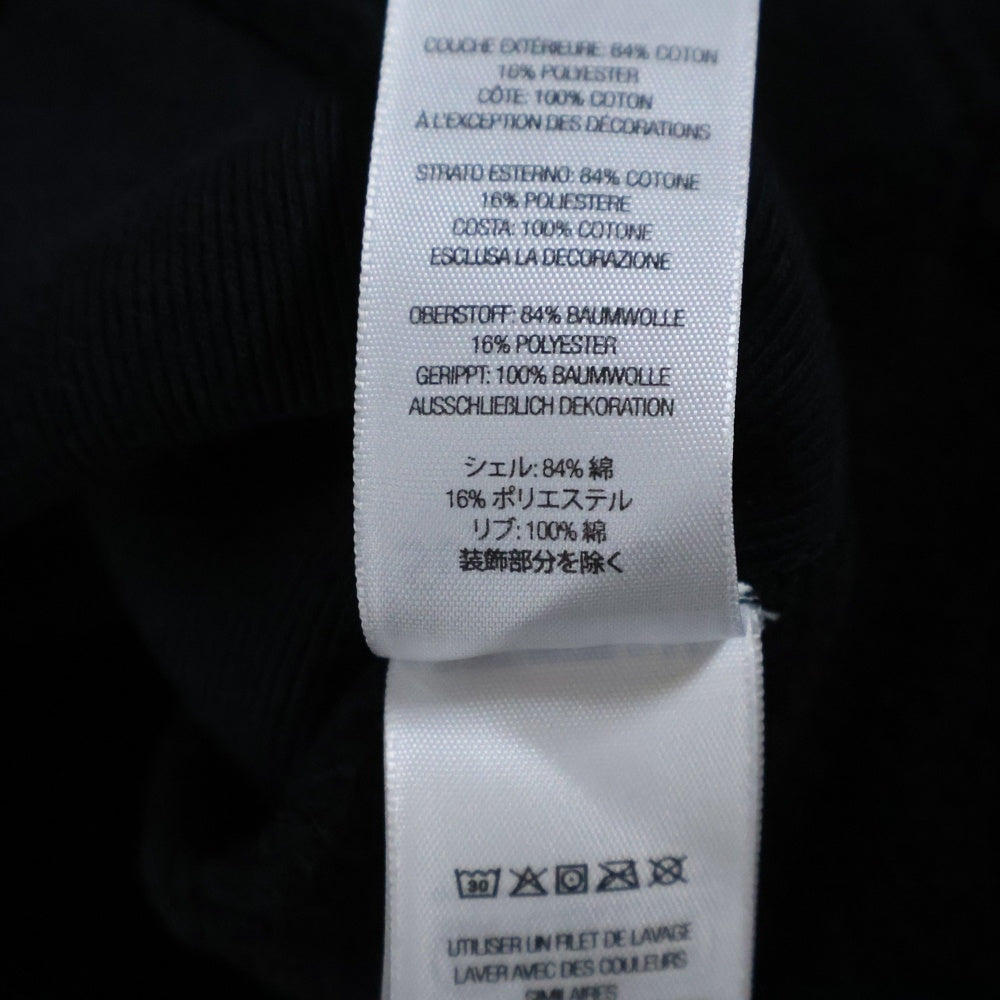 COUCHE EXTÉRIEURE: 84% COTON
16% POLYESTER
CÔTE: 100% COTON
À L'EXCEPTION DES DÉCORATIONS
STRATO ESTERNO: 84% COTONE
16% POLIESTERE
COSTA: 100% COTONE
ESCLUSA LA DECORAZIONE
OBERSTOFF: 84% BAUMWOLLE
16% POLYESTER
GERIPPT: 100% BAUMWOLLE
AUSSCHLIEßLICH DEKORATION
シェル: 84% 綿
16% ポリエステル
リブ: 100% 綿
装飾部分を除く
30
UTILISER UN FILET DE LAVAGE
LAVER AVEC DES COULEURS
SIMILAIRES